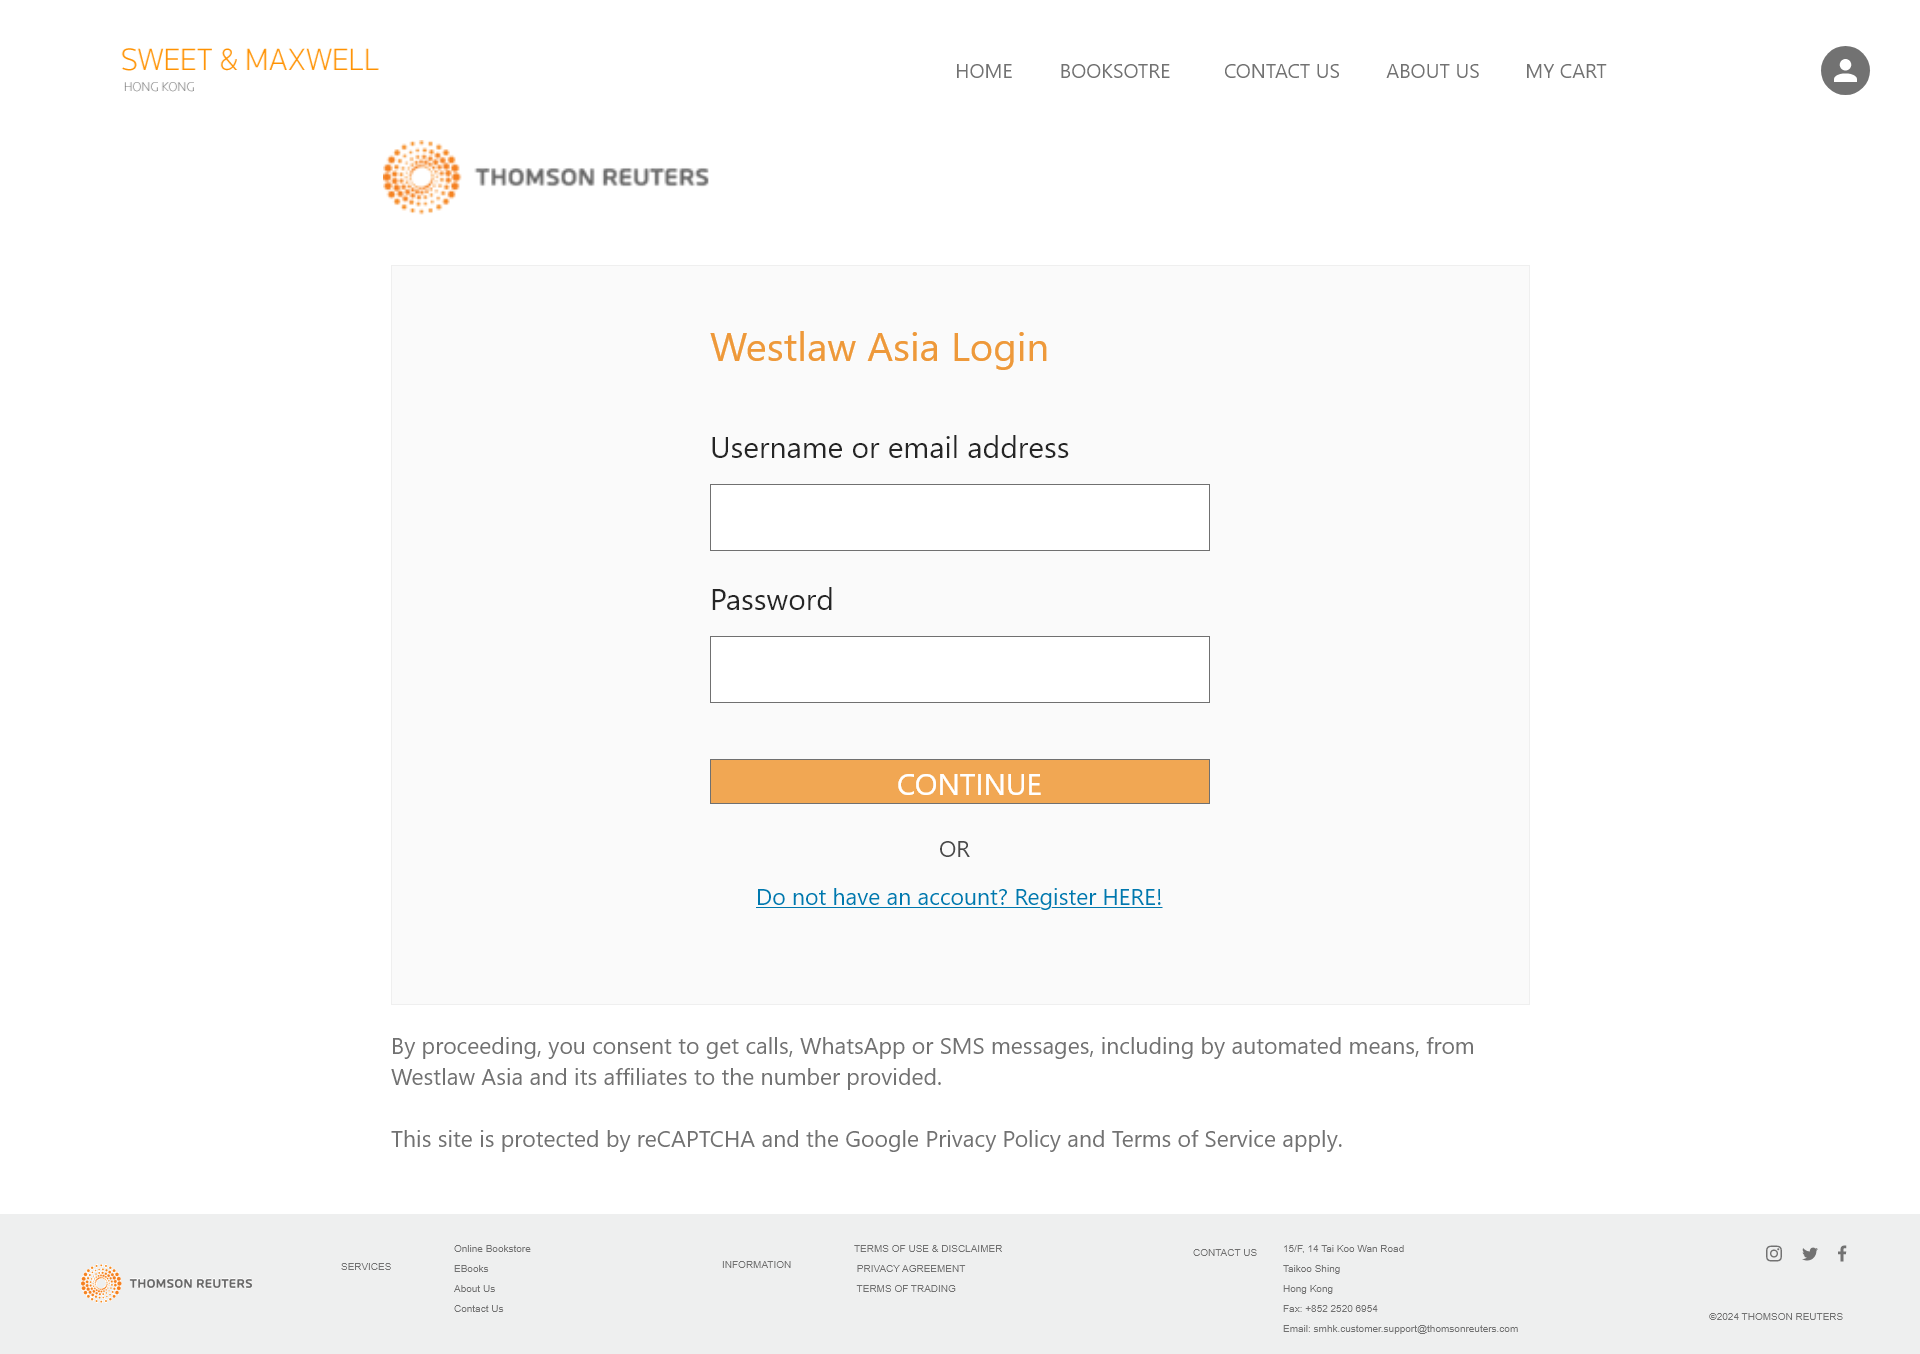 SWEET & MAXWELL
HONG KONG
HOME BOOKSOTRE CONTACT US ABOUT US MY CART
THOMSON REUTERS
Westlaw Asia Login
Username or email address
Password
CONTINUE
OR
Do not have an account? Register HERE!
By proceeding, you consent to get calls, WhatsApp or SMS messages, including by automated means, from
Westlaw Asia and its affiliates to the number provided.
This site is protected by reCAPTCHA and the Google Privacy Policy and Terms of Service apply.
THOMSON REUTERS
SERVICES
Online Bookstore
EBooks
About Us
Contact Us
INFORMATION
TERMS OF USE & DISCLAIMER
PRIVACY AGREEMENT
TERMS OF TRADING
CONTACT US
15/F, 14 Tai Koo Wan Road
Taikoo Shing
Hong Kong
Fax: +852 2520 6954
Email: smhk.customer.support@thomsonreuters.com
©2024 THOMSON REUTERS